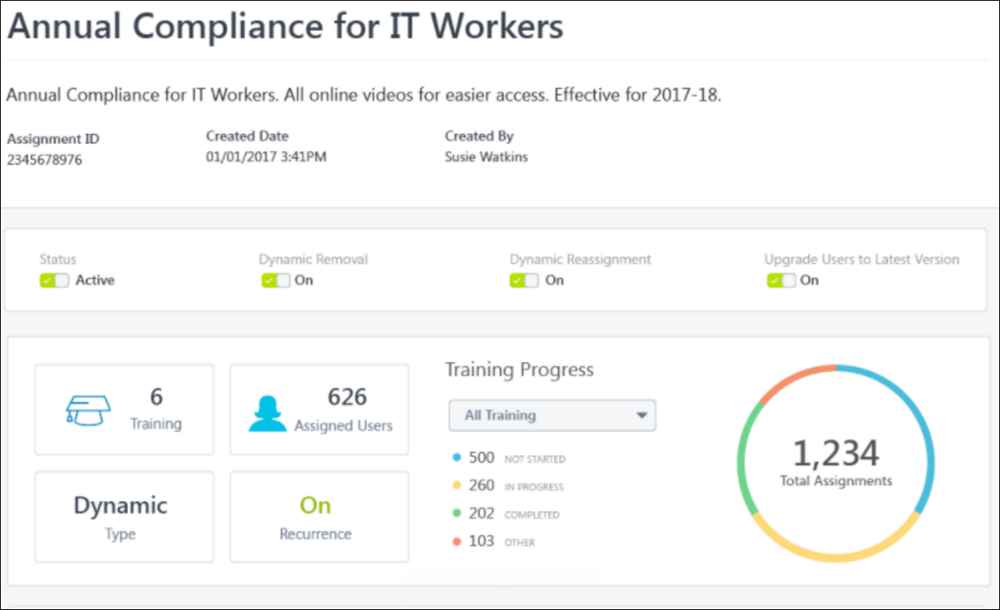 Annual Compliance for IT Workers
Annual Compliance for IT Workers. All online videos for easier access. Effective for 2017-18.
Assignment ID
2345678976
Created Date
01/01/2017 3:41PM
Created By
Susie Watkins
Status
Active
Dynamic Removal
On
Dynamic Reassignment
On
Upgrade Users to Latest Version
On
6
Training
626
Assigned Users
Dynamic
Type
On
Recurrence
Training Progress
All Training
500 NOT STARTED
260 IN PROGRESS
202 COMPLETED
103 OTHER
1,234
Total Assignments